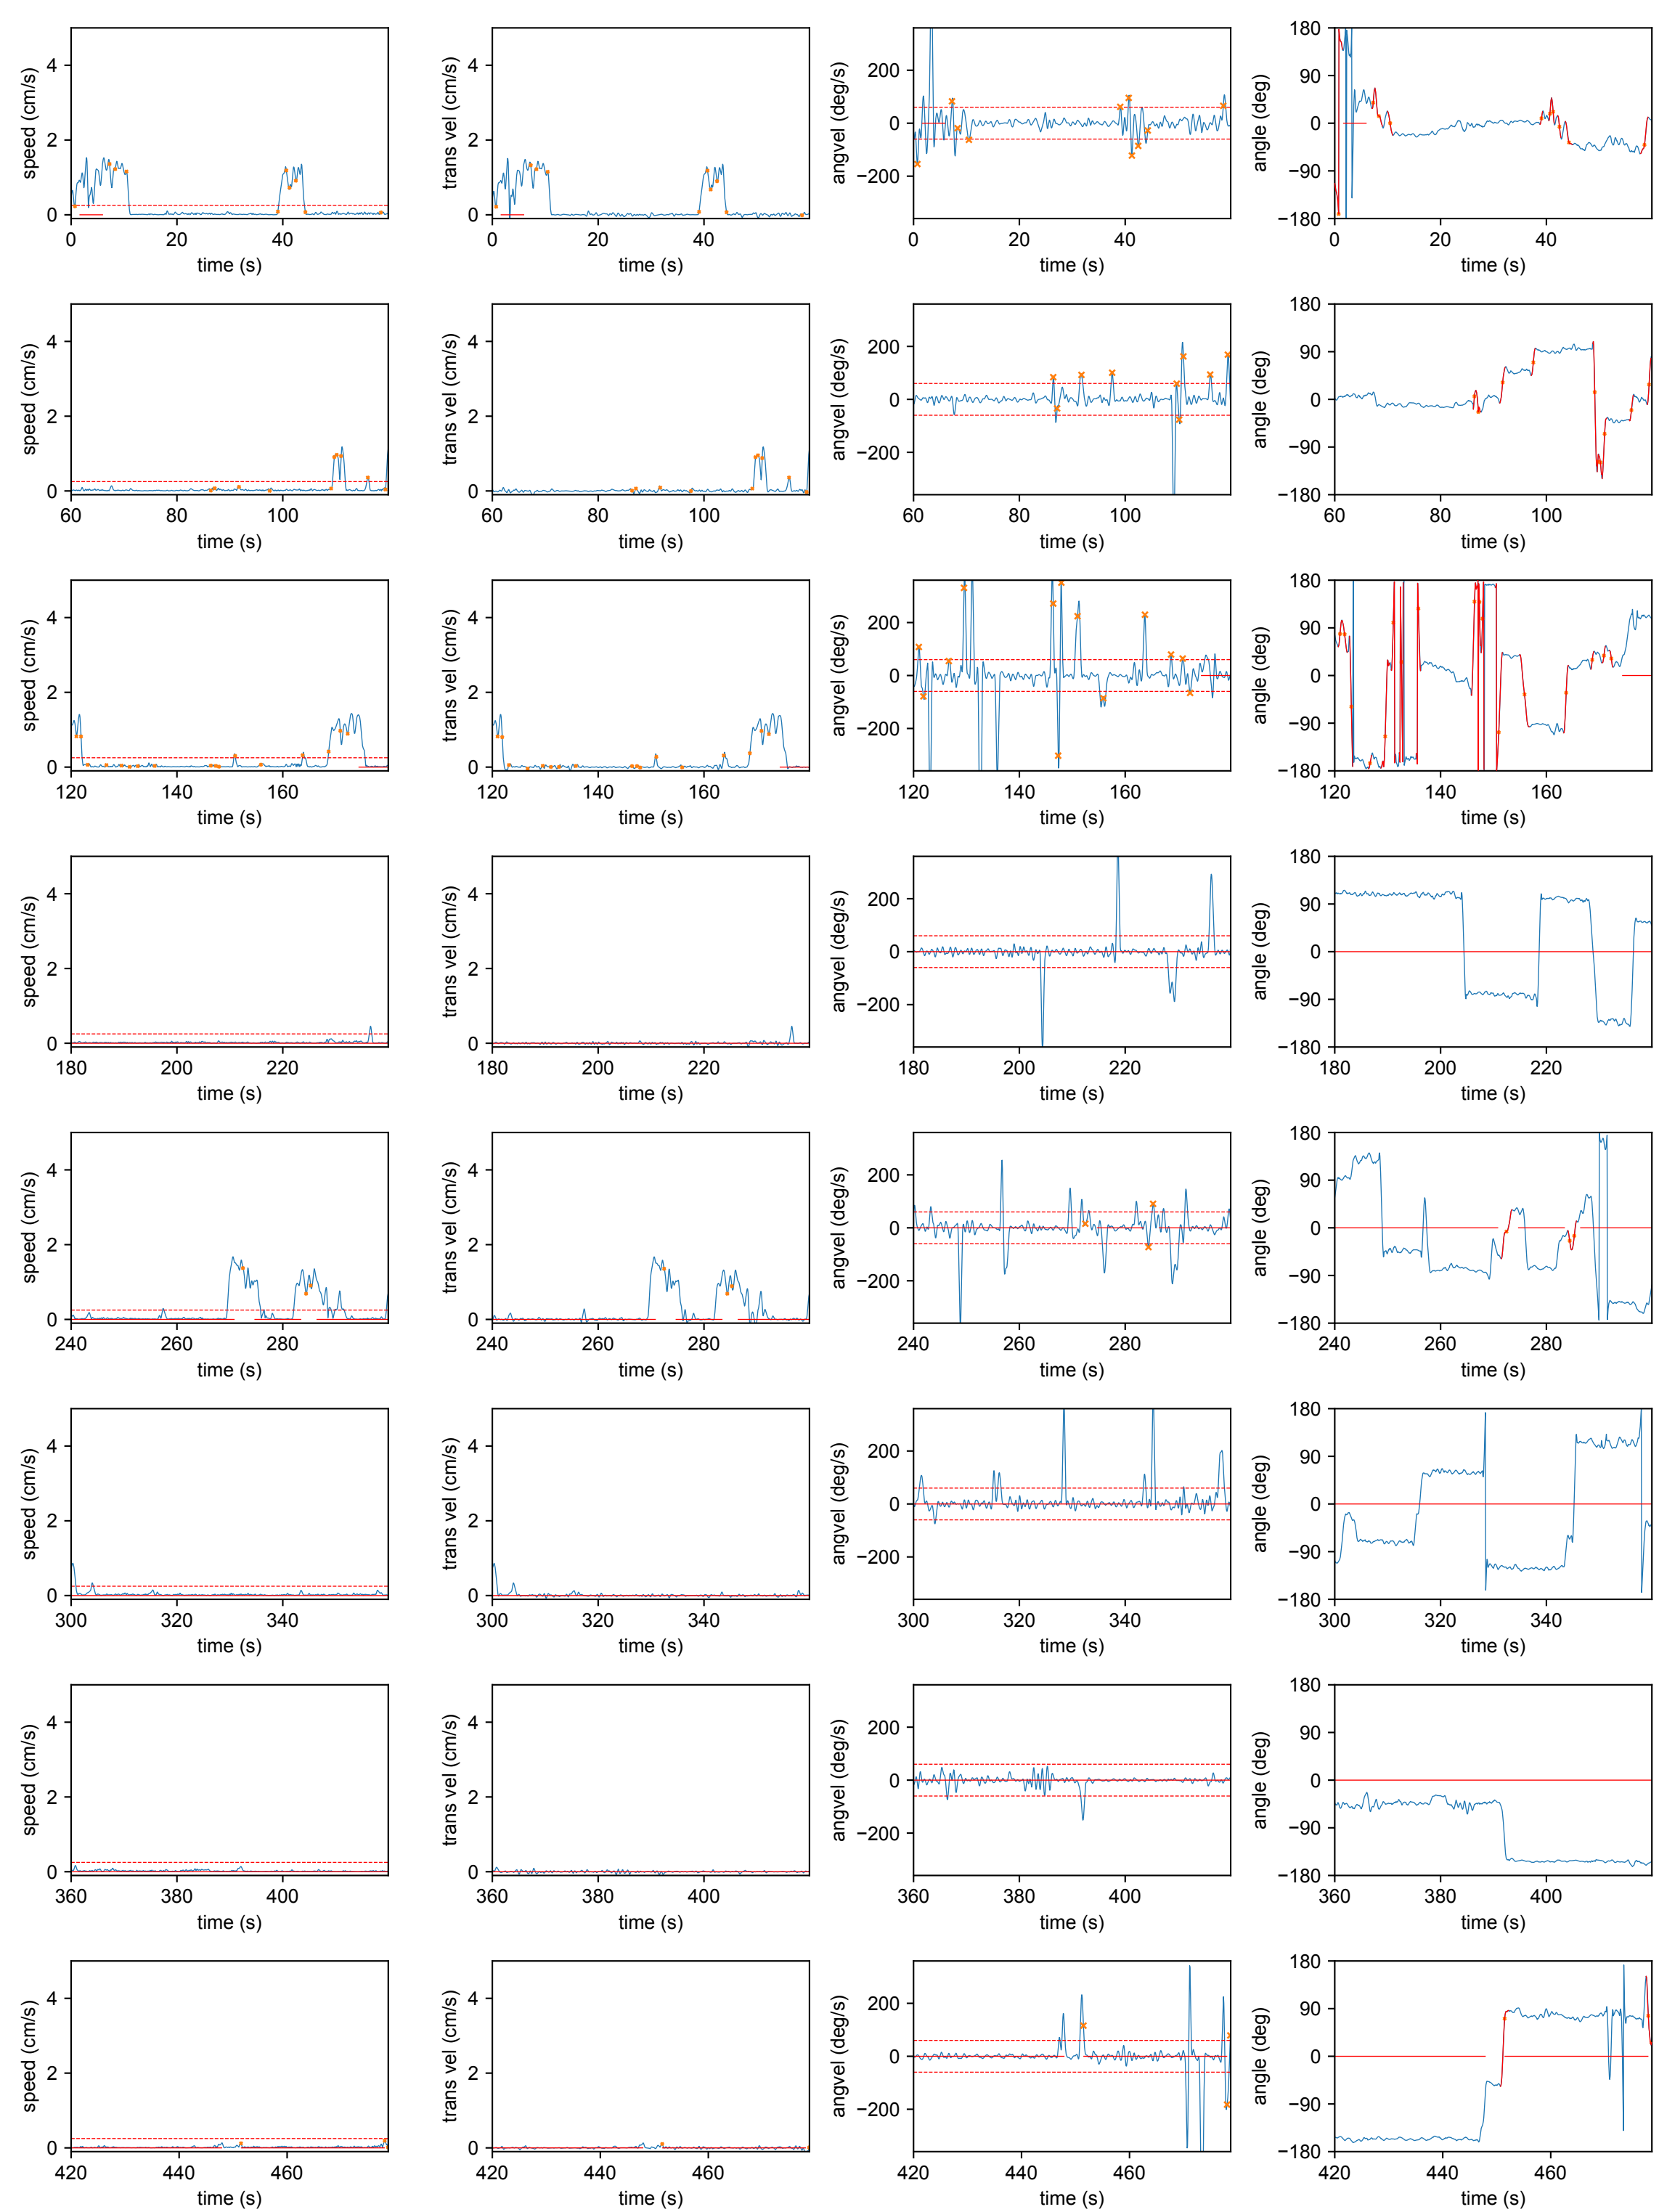 speed (cm/s) trans vel (cm/s) angvel (deg/s) angle (deg)
4 4 200 180
2 2 0 90
0 0 −200 0
−90
−180
0 20 40 0 20 40 0 20 40 0 20 40
time (s) time (s) time (s) time (s)
speed (cm/s) trans vel (cm/s) angvel (deg/s) angle (deg)
4 4 200 180
2 2 0 90
0 0 −200 0
−90
−180
60 80 100 60 80 100 60 80 100 60 80 100
time (s) time (s) time (s) time (s)
speed (cm/s) trans vel (cm/s) angvel (deg/s) angle (deg)
4 4 200 180
2 2 0 90
0 0 −200 0
−90
−180
120 140 160 120 140 160 120 140 160 120 140 160
time (s) time (s) time (s) time (s)
speed (cm/s) trans vel (cm/s) angvel (deg/s) angle (deg)
4 4 200 180
2 2 0 90
0 0 −200 0
−90
−180
180 200 220 180 200 220 180 200 220 180 200 220
time (s) time (s) time (s) time (s)
speed (cm/s) trans vel (cm/s) angvel (deg/s) angle (deg)
4 4 200 180
2 2 0 90
0 0 −200 0
−90
−180
240 260 280 240 260 280 240 260 280 240 260 280
time (s) time (s) time (s) time (s)
speed (cm/s) trans vel (cm/s) angvel (deg/s) angle (deg)
4 4 200 180
2 2 0 90
0 0 −200 0
−90
−180
300 320 340 300 320 340 300 320 340 300 320 340
time (s) time (s) time (s) time (s)
speed (cm/s) trans vel (cm/s) angvel (deg/s) angle (deg)
4 4 200 180
2 2 0 90
0 0 −200 0
−90
−180
360 380 400 360 380 400 360 380 400 360 380 400
time (s) time (s) time (s) time (s)
speed (cm/s) trans vel (cm/s) angvel (deg/s) angle (deg)
4 4 200 180
2 2 0 90
0 0 −200 0
−90
−180
420 440 460 420 440 460 420 440 460 420 440 460
time (s) time (s) time (s) time (s)